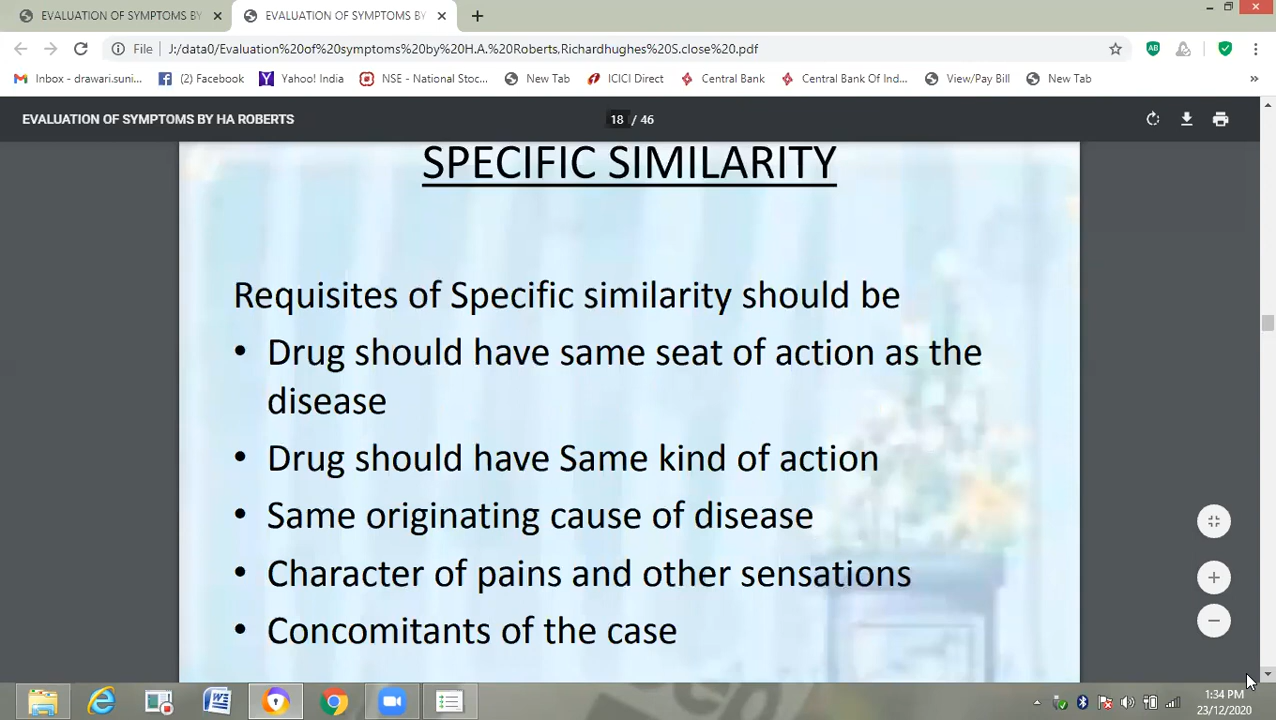 EVALUATION OF SYMPTOMS BY
EVALUATION OF SYMPTOMS BY
File
J:/data0/Evaluation%20of%20symptoms%20by%20H.A.%20Roberts.Richardhughes%20S.close%20.pdf
Inbox - drawari.suni...
(2) Facebook
Yahoo! India
NSE - National Stoc...
New Tab
ICICI Direct
Central Bank
Central Bank Of Ind...
View/Pay Bill
New Tab
»
EVALUATION OF SYMPTOMS BY HA ROBERTS
18 / 46
SPECIFIC SIMILARITY
Requisites of Specific similarity should be
• Drug should have same seat of action as the
disease
• Drug should have Same kind of action
• Same originating cause of disease
• Character of pains and other sensations
• Concomitants of the case
1:34 PM
23/12/2020